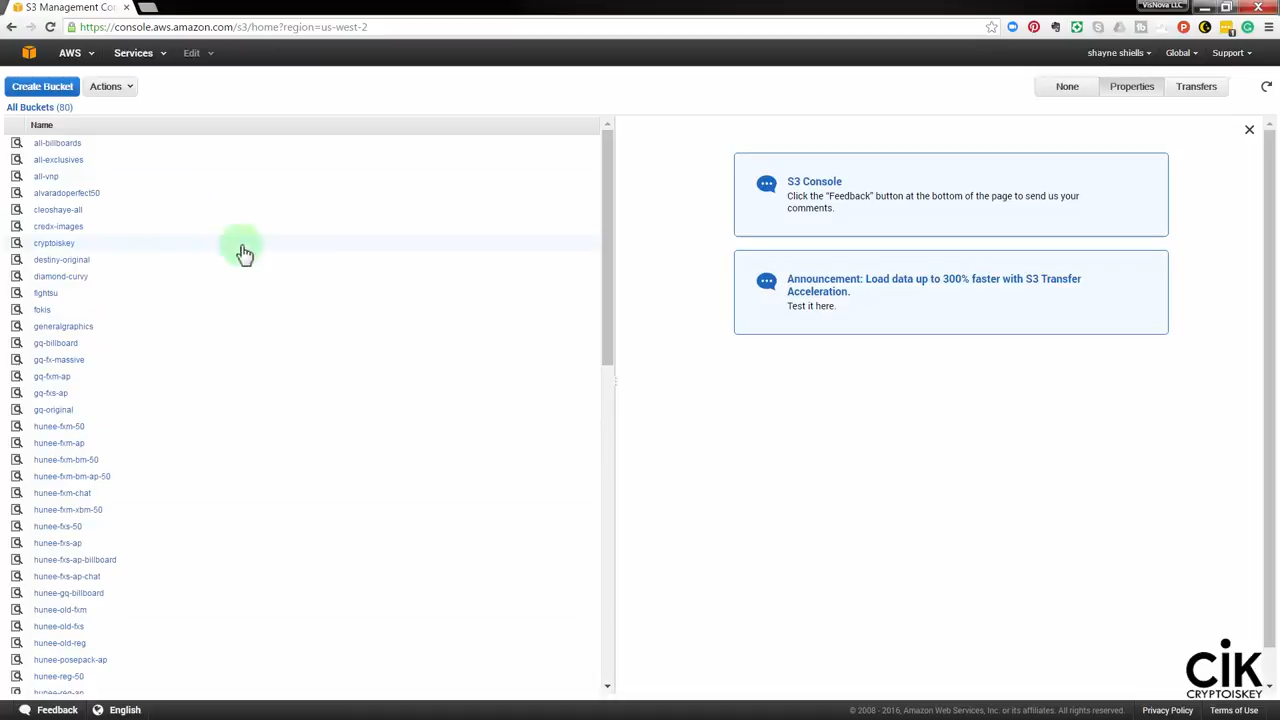 S3 Management Co
VisNova LLC
https://console.aws.amazon.com/s3/home?region=us-west-2
AWS Services Edit shayne shiells Global Support
Create Bucket Actions None Properties Transfers
All Buckets (80)
Name
all-billboards
all-exclusives
all-vnp
alvaradoperfect50
cleoshaye-all
credx-images
cryptoiskey
destiny-original
diamond-curvy
fightsu
fokis
generalgraphics
gq-billboard
gq-fx-massive
gq-fxm-ap
gq-fxs-ap
gq-original
hunee-fxm-50
hunee-fxm-ap
hunee-fxm-bm-50
hunee-fxm-bm-ap-50
hunee-fxm-chat
hunee-fxm-xbm-50
hunee-fxs-50
hunee-fxs-ap
hunee-fxs-ap-billboard
hunee-fxs-ap-chat
hunee-gq-billboard
hunee-old-fxm
hunee-old-fxs
hunee-old-reg
hunee-posepack-ap
hunee-reg-50
hunee-reg-ap
S3 Console
Click the "Feedback" button at the bottom of the page to send us your
comments.
Announcement: Load data up to 300% faster with S3 Transfer
Acceleration.
Test it here.
CiK
CRYPTOISKEY
Feedback English © 2008 - 2016, Amazon Web Services, Inc. or its affiliates. All rights reserved. Privacy Policy Terms of Use